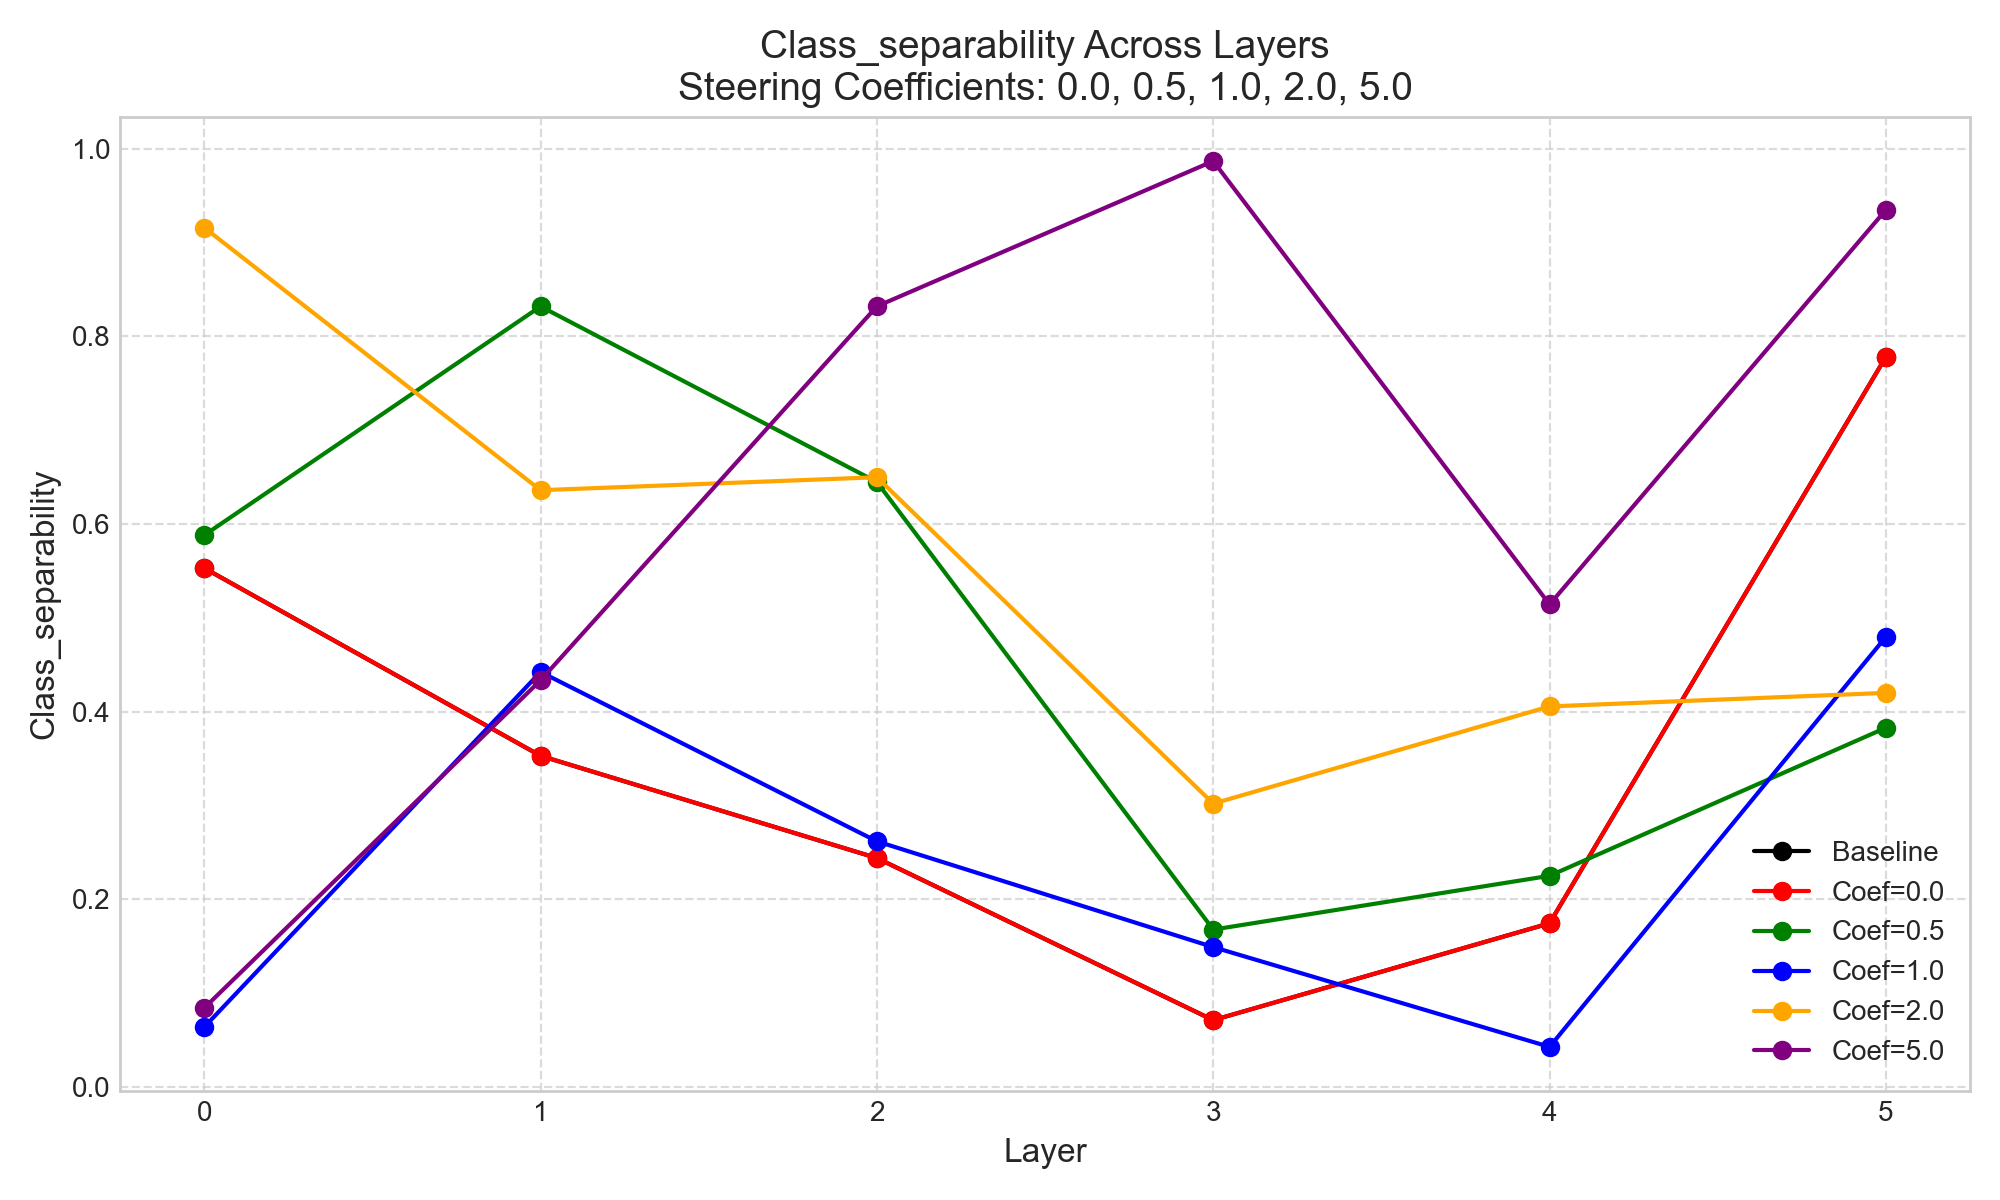 Class_separability Across Layers
Steering Coefficients: 0.0, 0.5, 1.0, 2.0, 5.0
Class_separability
1.0
0.8
0.6
0.4
0.2
0.0
Baseline
Coef=0.0
Coef=0.5
Coef=1.0
Coef=2.0
Coef=5.0
0 1 2 3 4 5
Layer